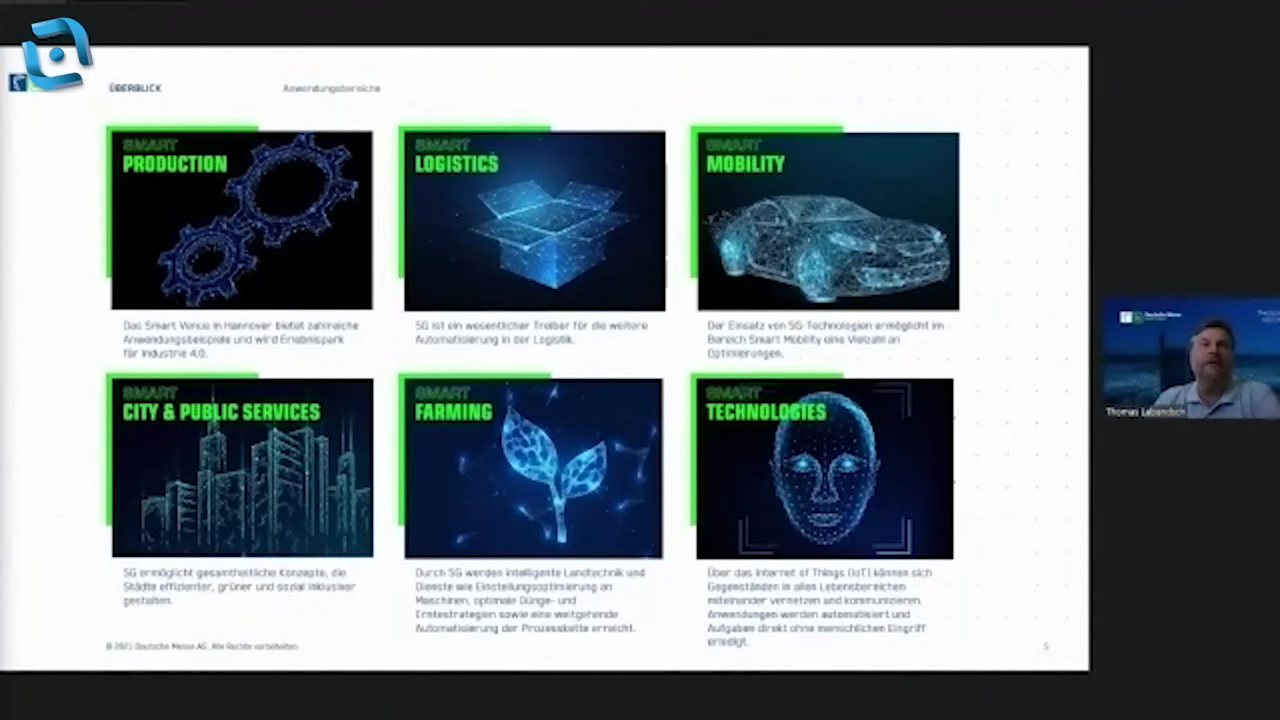 ÜBERBLICK
Anwendungsbereiche
SMART
PRODUCTION
Das Smart Venue in Hannover bietet zahlreiche
Anwendungsbeispiele und wird Erlebnispark
für Industrie 4.0.
SMART
LOGISTICS
5G ist ein wesentlicher Treiber für die weitere
Automatisierung in der Logistik.
SMART
MOBILITY
Der Einsatz von 5G-Technologien ermöglicht im
Bereich Smart Mobility eine Vielzahl an
Optimierungen.
SMART
CITY & PUBLIC SERVICES
5G ermöglicht gesamtheitliche Konzepte, die
Städte effizienter, grüner und sozial inklusiver
gestalten.
SMART
FARMING
Durch 5G werden intelligente Landtechnik und
Dienste wie Einstellungsoptimierung an
Maschinen, optimale Dünge- und
Erntestrategien sowie eine weitgehende
Automatisierung der Prozesskette erreicht.
SMART
TECHNOLOGIES
Über das Internet of Things (IoT) können sich
Gegenständen in allen Lebensbereichen
miteinander vernetzen und kommunizieren.
Anwendungen werden automatisiert und
Aufgaben direkt ohne menschlichen Eingriff
erledigt.
© 2021 Deutsche Messe AG. Alle Rechte vorbehalten.
5
Deutsche Messe
Thomas Labandsch